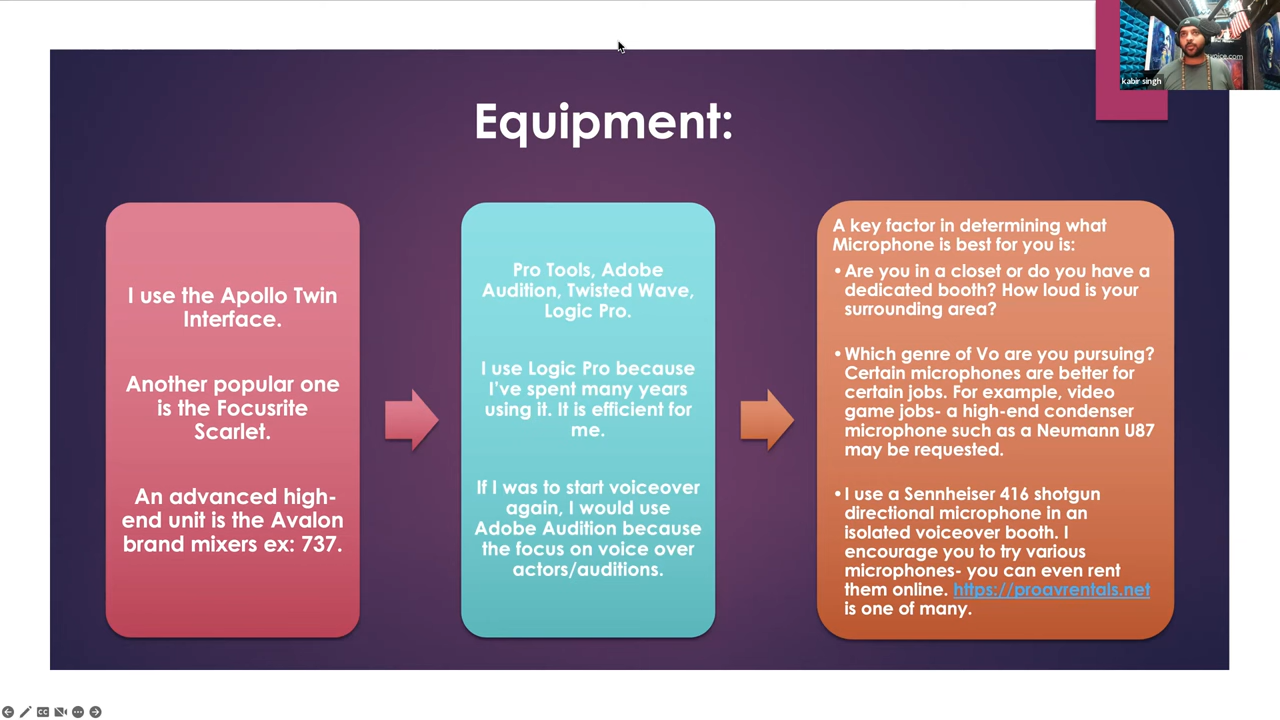 Equipment:
I use the Apollo Twin
Interface.
Another popular one
is the Focusrite
Scarlet.
An advanced high-
end unit is the Avalon
brand mixers ex: 737.
Pro Tools, Adobe
Audition, Twisted Wave,
Logic Pro.
I use Logic Pro because
I've spent many years
using it. It is efficient for
me.
If I was to start voiceover
again, I would use
Adobe Audition because
the focus on voice over
actors/auditions.
A key factor in determining what
Microphone is best for you is:
• Are you in a closet or do you have a
dedicated booth? How loud is your
surrounding area?
• Which genre of Vo are you pursuing?
Certain microphones are better for
certain jobs. For example, video
game jobs- a high-end condenser
microphone such as a Neumann U87
may be requested.
• I use a Sennheiser 416 shotgun
directional microphone in an
isolated voiceover booth. I
encourage you to try various
microphones- you can even rent
them online. https://proavrentals.net
is one of many.
kabir singh
CC